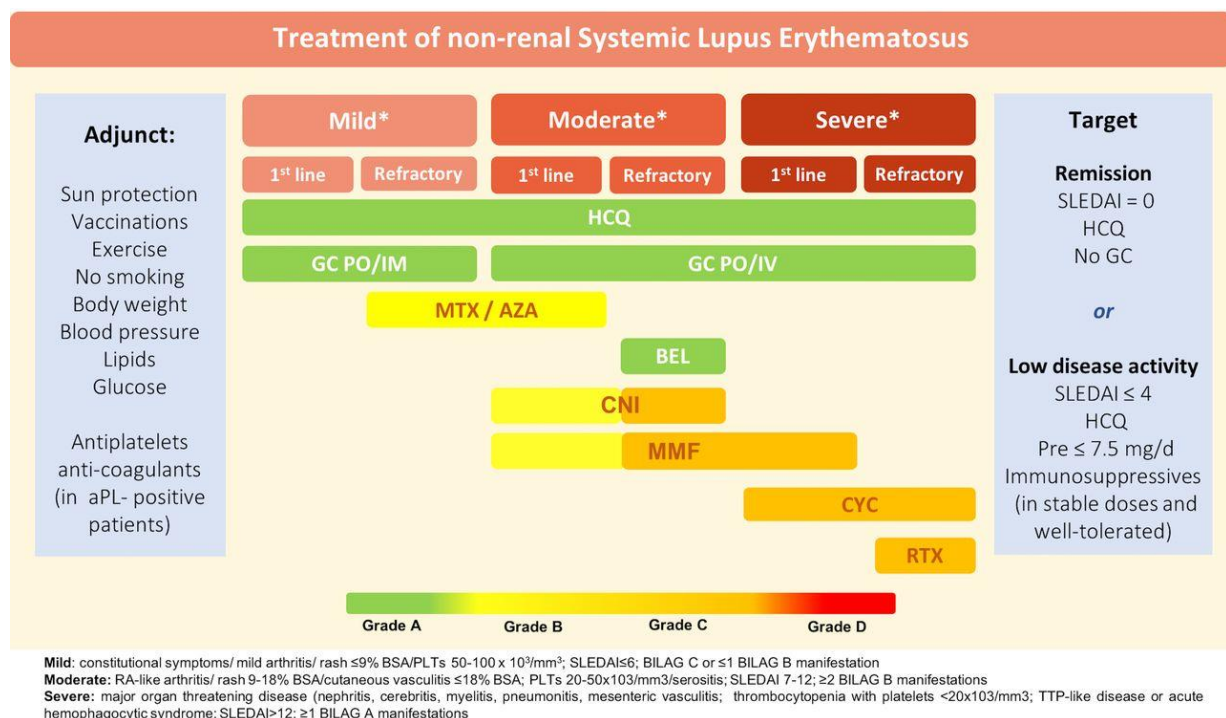 Treatment of non-renal Systemic Lupus Erythematosus
Adjunct:
Sun protection
Vaccinations
Exercise
No smoking
Body weight
Blood pressure
Lipids
Glucose
Antiplatelets
anti-coagulants
(in aPL- positive
patients)
Mild*
Moderate*
Severe*
1st line
Refractory
1st line
Refractory
1st line
Refractory
HCQ
GC PO/IM
GC PO/IV
MTX / AZA
BEL
CNI
MMF
CYC
RTX
Grade A
Grade B
Grade C
Grade D
Target
Remission
SLEDAI = 0
HCQ
No GC
or
Low disease activity
SLEDAI ≤ 4
HCQ
Pre ≤ 7.5 mg/d
Immunosuppressives
(in stable doses and
well-tolerated)
Mild: constitutional symptoms/ mild arthritis/ rash ≤9% BSA/PLTs 50-100 x 10³/mm³; SLEDAI≤6; BILAG C or ≤1 BILAG B manifestation
Moderate: RA-like arthritis/ rash 9-18% BSA/cutaneous vasculitis ≤18% BSA; PLTs 20-50x103/mm3/serositis; SLEDAI 7-12; ≥2 BILAG B manifestations
Severe: major organ threatening disease (nephritis, cerebritis, myelitis, pneumonitis, mesenteric vasculitis; thrombocytopenia with platelets <20x103/mm3; TTP-like disease or acute
hemophagocytic syndrome; SLEDAI>12; ≥1 BILAG A manifestations